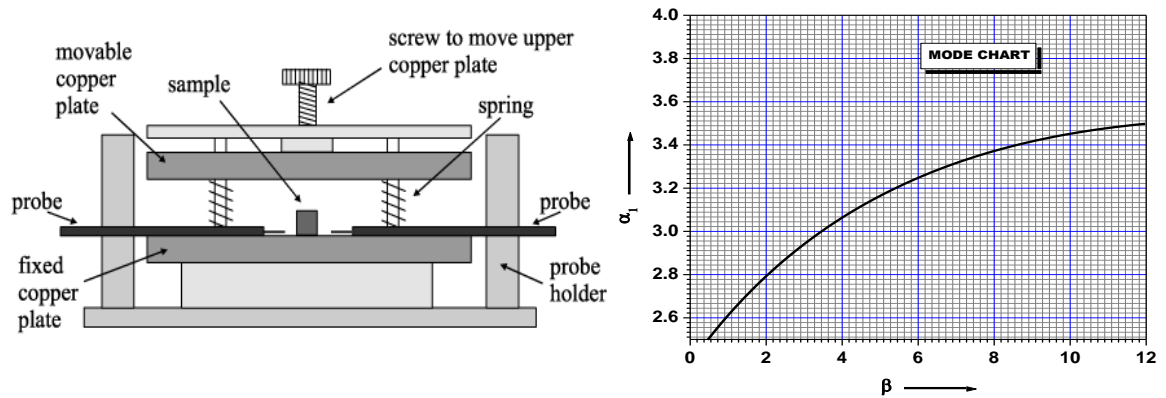 movable
copper
plate
sample
screw to move upper
copper plate
spring
probe
probe
fixed
copper
plate
probe
holder
MODE CHART
4.0
3.8
3.6
3.4
3.2
3.0
2.8
2.6
α1
0 2 4 6 8 10 12
β